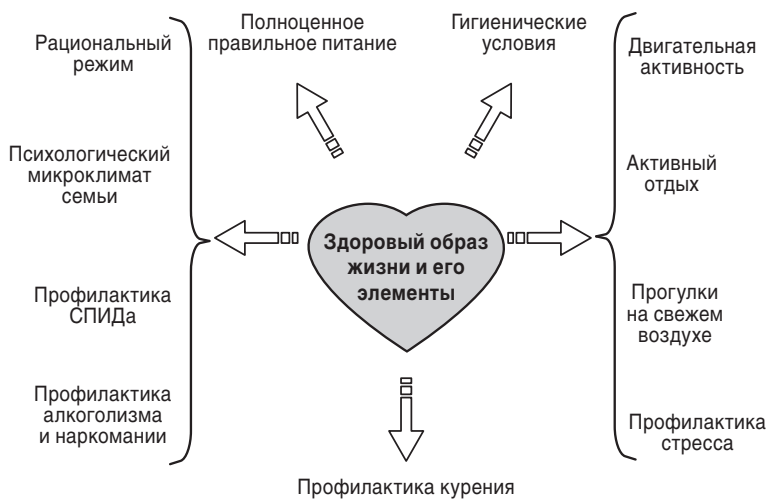 Полноценное
правильное питание
Гигиенические
условия
Рациональный
режим
Психологический
микроклимат
семьи
Профилактика
СПИДа
Профилактика
алкоголизма
и наркомании
Здоровый образ
жизни и его
элементы
Двигательная
активность
Активный
отдых
Прогулки
на свежем
воздухе
Профилактика
стресса
Профилактика курения